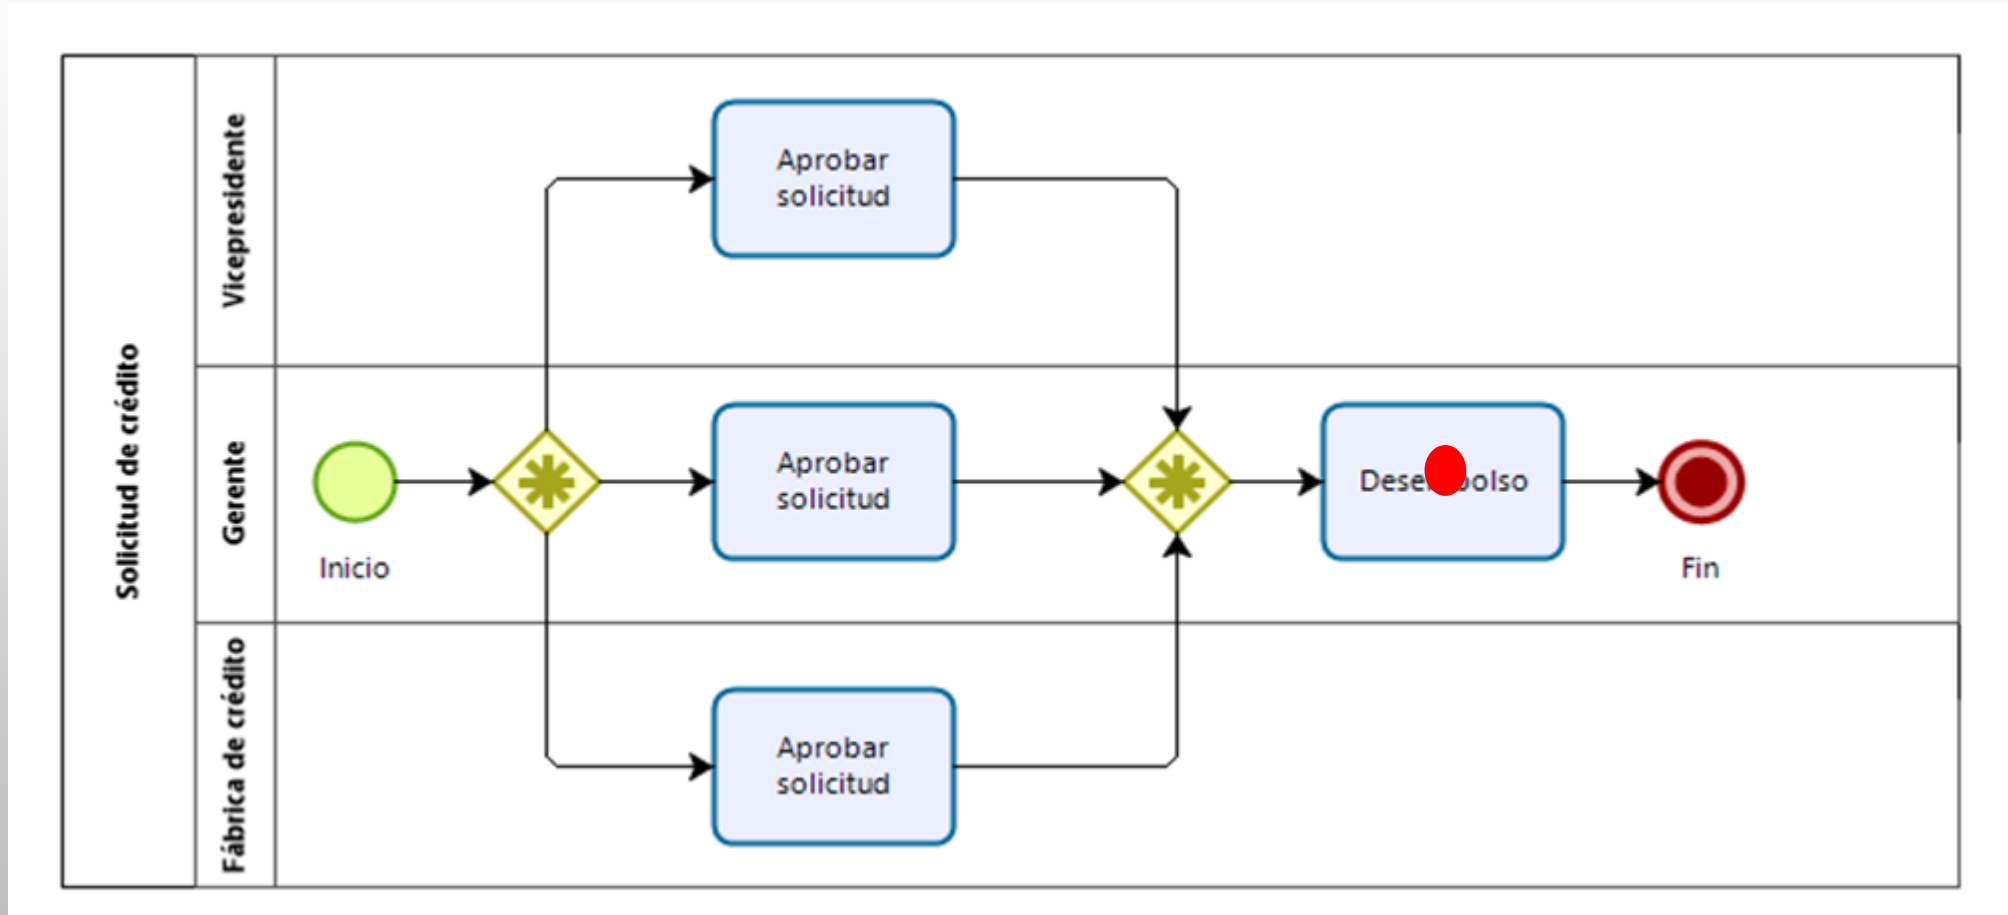 Solicitud de crédito
Vicepresidente
Aprobar
solicitud
Gerente
Inicio
Aprobar
solicitud
Fin
Fábrica de crédito
Aprobar
solicitud